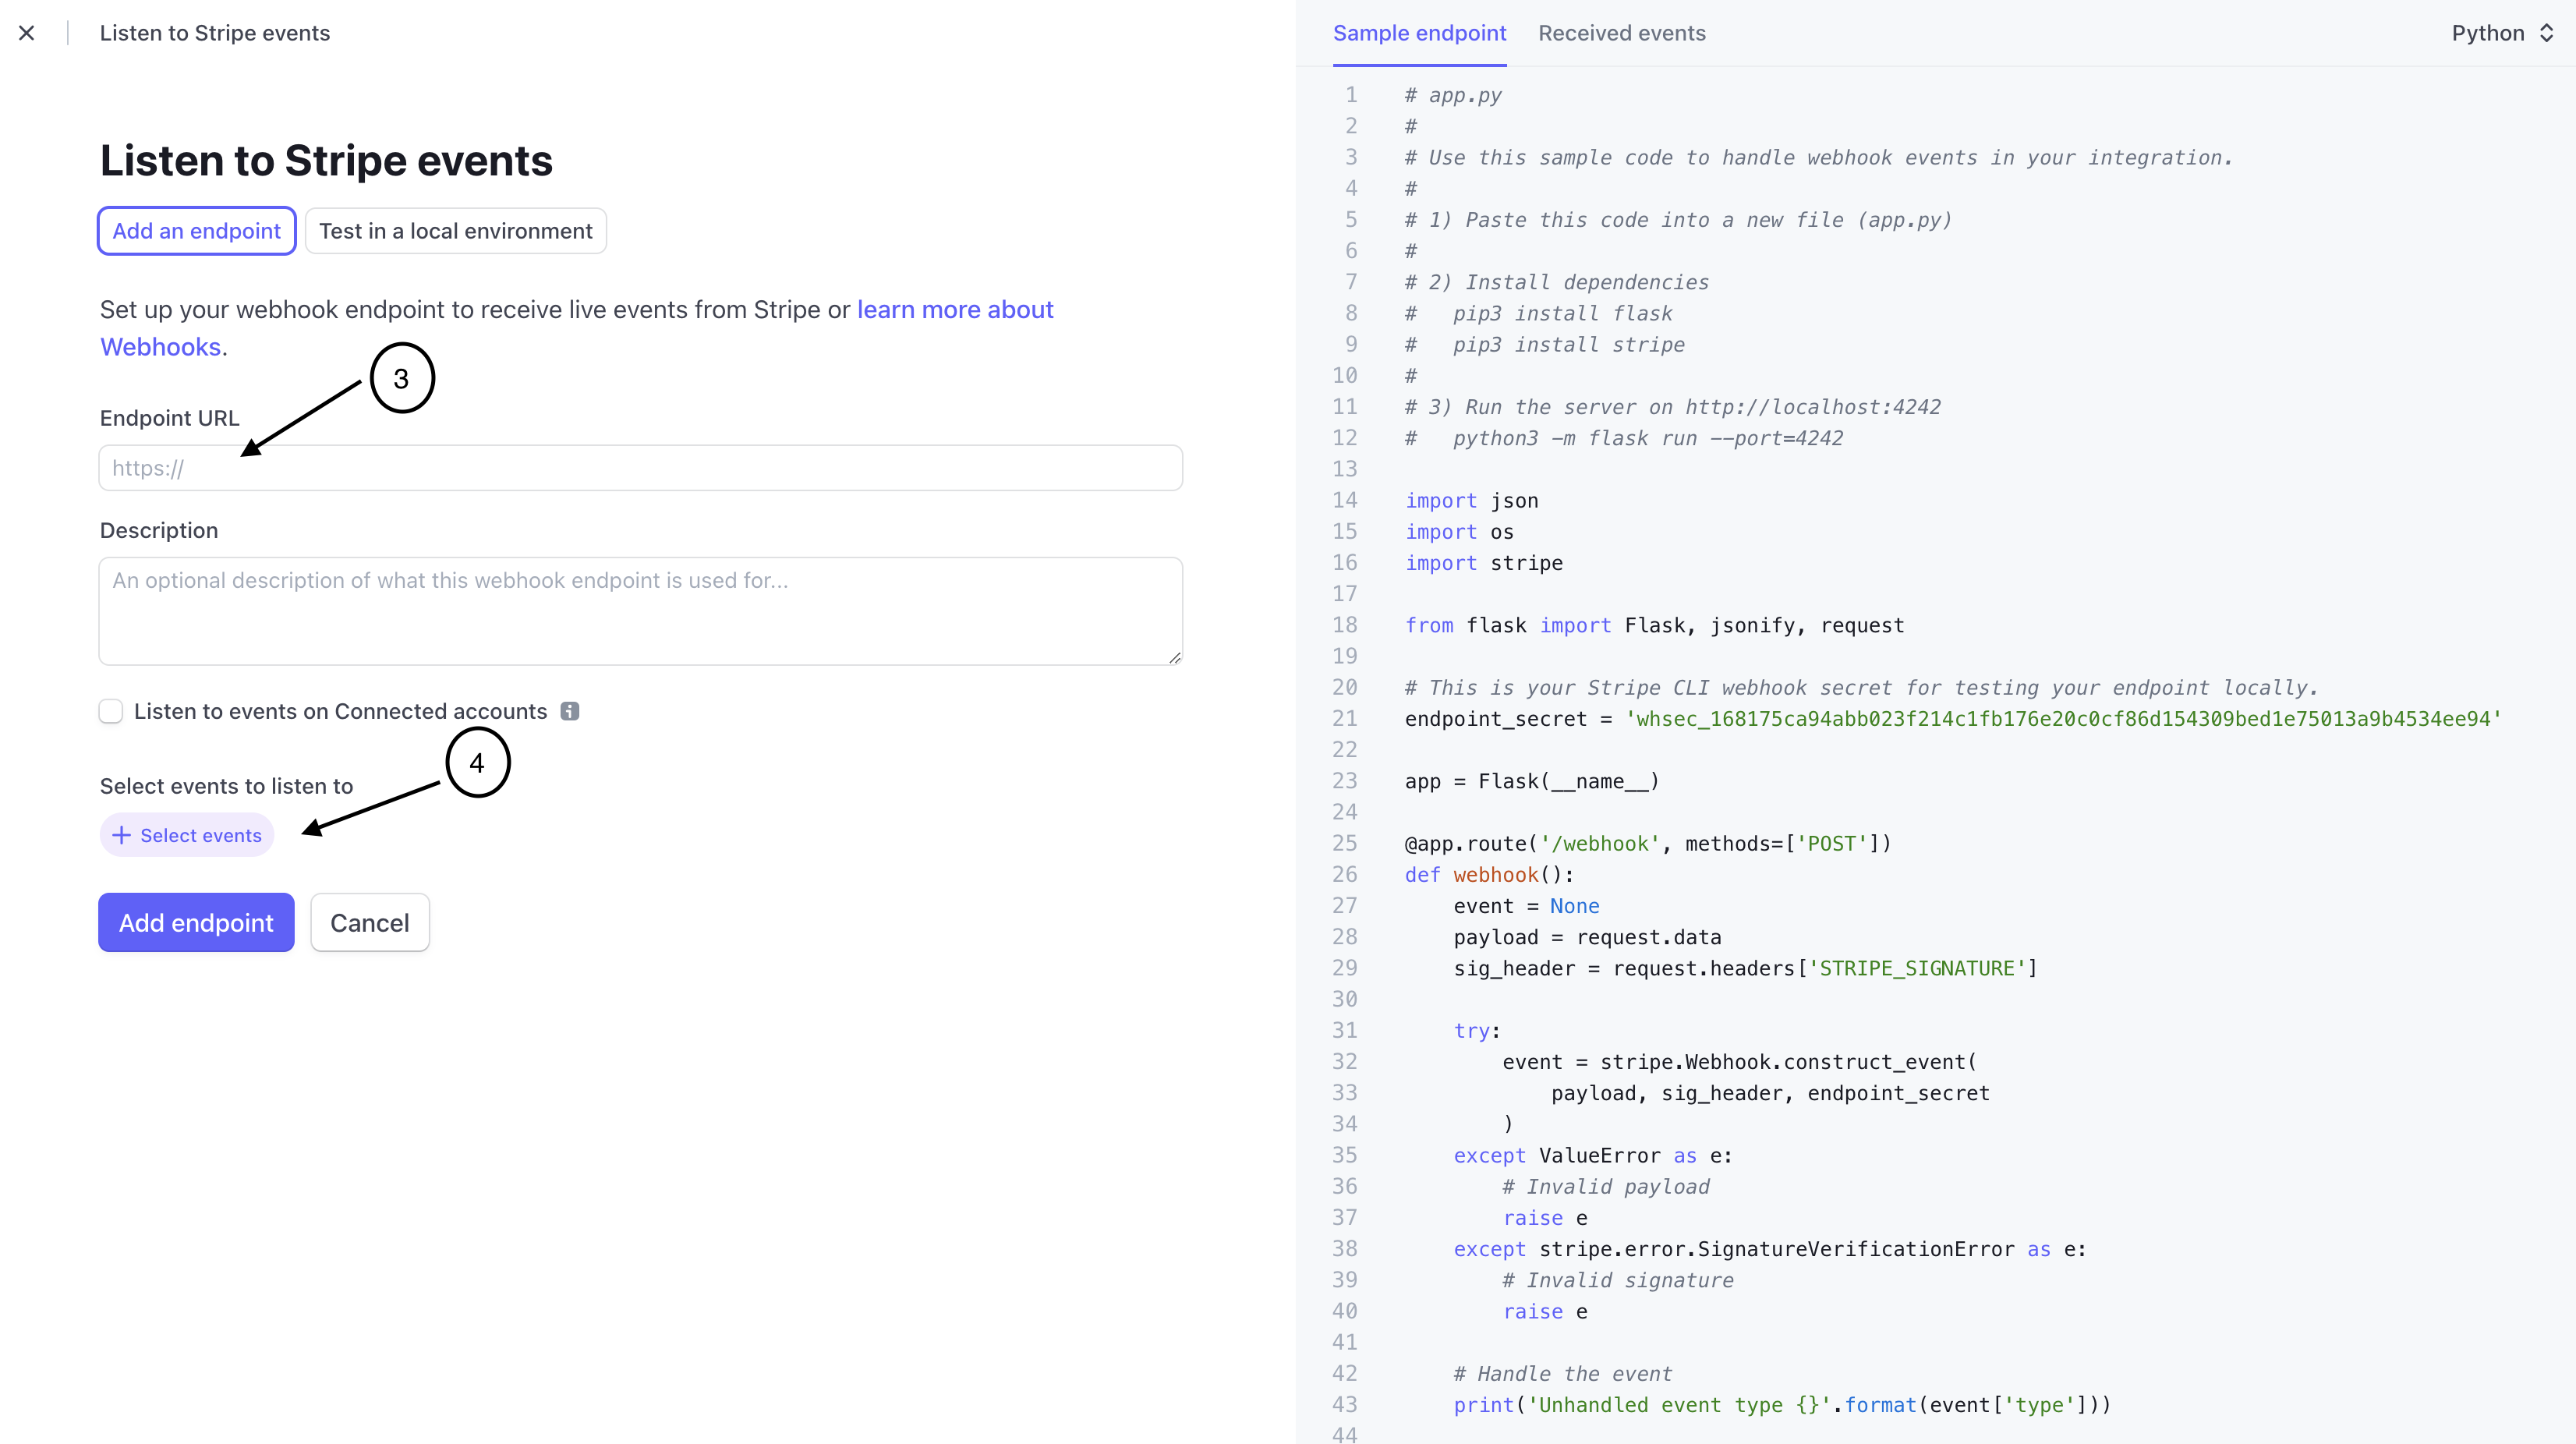 Listen to Stripe events
Listen to Stripe events
Add an endpoint
Test in a local environment
Set up your webhook endpoint to receive live events from Stripe or learn more about
Webhooks.
3
Endpoint URL
https://
Description
An optional description of what this webhook endpoint is used for...
Listen to events on Connected accounts
4
Select events to listen to
+ Select events
Add endpoint
Cancel
Sample endpoint
Received events
Python
1 # app.py
2 #
3 # Use this sample code to handle webhook events in your integration.
4 #
5 # 1) Paste this code into a new file (app.py)
6 #
7 # 2) Install dependencies
8 #   pip3 install flask
9 #   pip3 install stripe
10 #
11 # 3) Run the server on http://localhost:4242
12 #   python3 -m flask run --port=4242
13
14 import json
15 import os
16 import stripe
17
18 from flask import Flask, jsonify, request
19
20 # This is your Stripe CLI webhook secret for testing your endpoint locally.
21 endpoint_secret = 'whsec_168175ca94abb023f214c1fb176e20c0cf86d154309bed1e75013a9b4534ee94'
22
23 app = Flask(__name__)
24
25 @app.route('/webhook', methods=['POST'])
26 def webhook():
27     event = None
28     payload = request.data
29     sig_header = request.headers['STRIPE_SIGNATURE']
30
31     try:
32         event = stripe.Webhook.construct_event(
33             payload, sig_header, endpoint_secret
34         )
35     except ValueError as e:
36         # Invalid payload
37         raise e
38     except stripe.error.SignatureVerificationError as e:
39         # Invalid signature
40         raise e
41
42     # Handle the event
43     print('Unhandled event type {}'.format(event['type']))
44